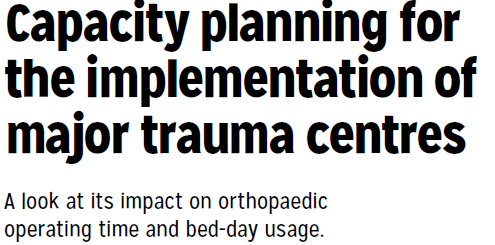 Capacity planning for
the implementation of
major trauma centres
A look at its impact on orthopaedic
operating time and bed-day usage.